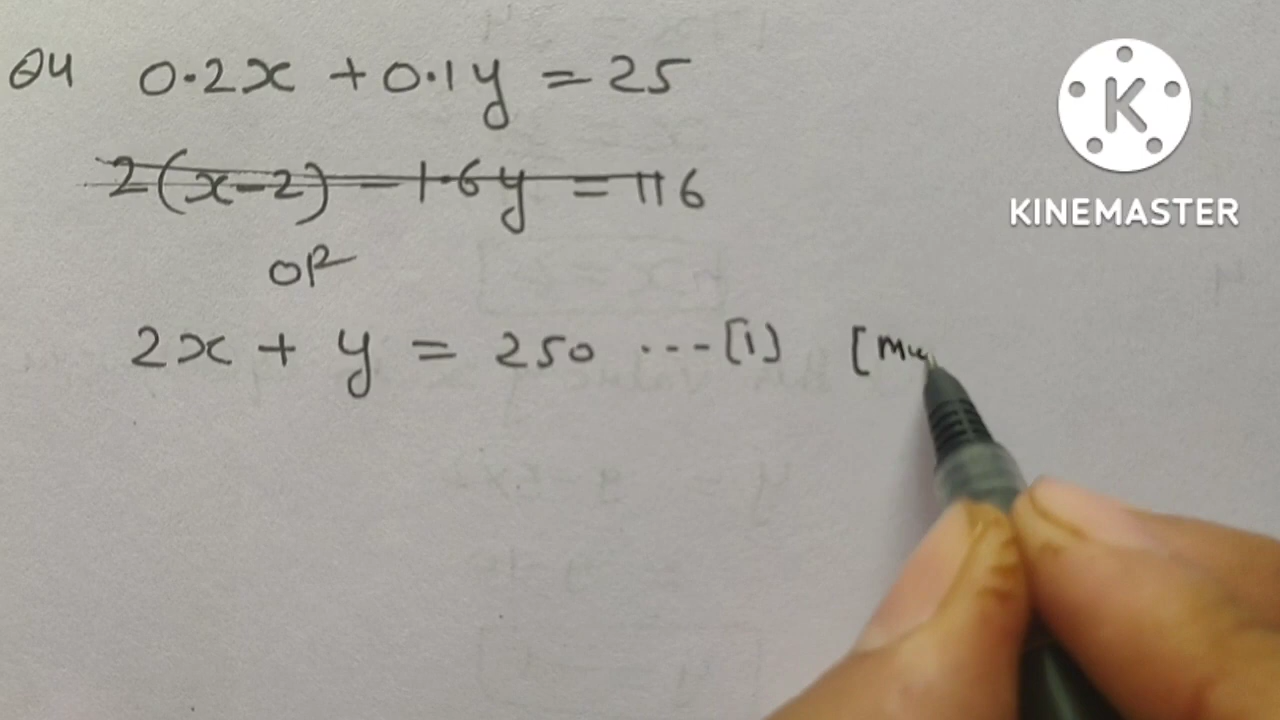 Q4 0.2x + 0.1y = 25
2(x-2) - 1.6y = 116
OR
2x + y = 250 ---[1] [mu
K
KINEMASTER